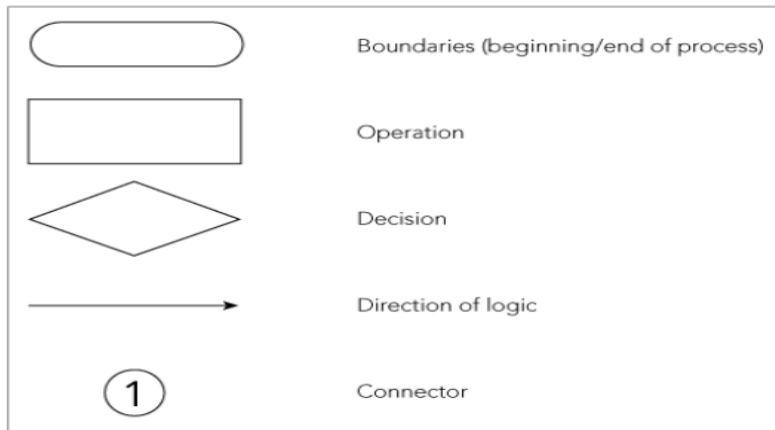 Boundaries (beginning/end of process)
Operation
Decision
Direction of logic
1
Connector